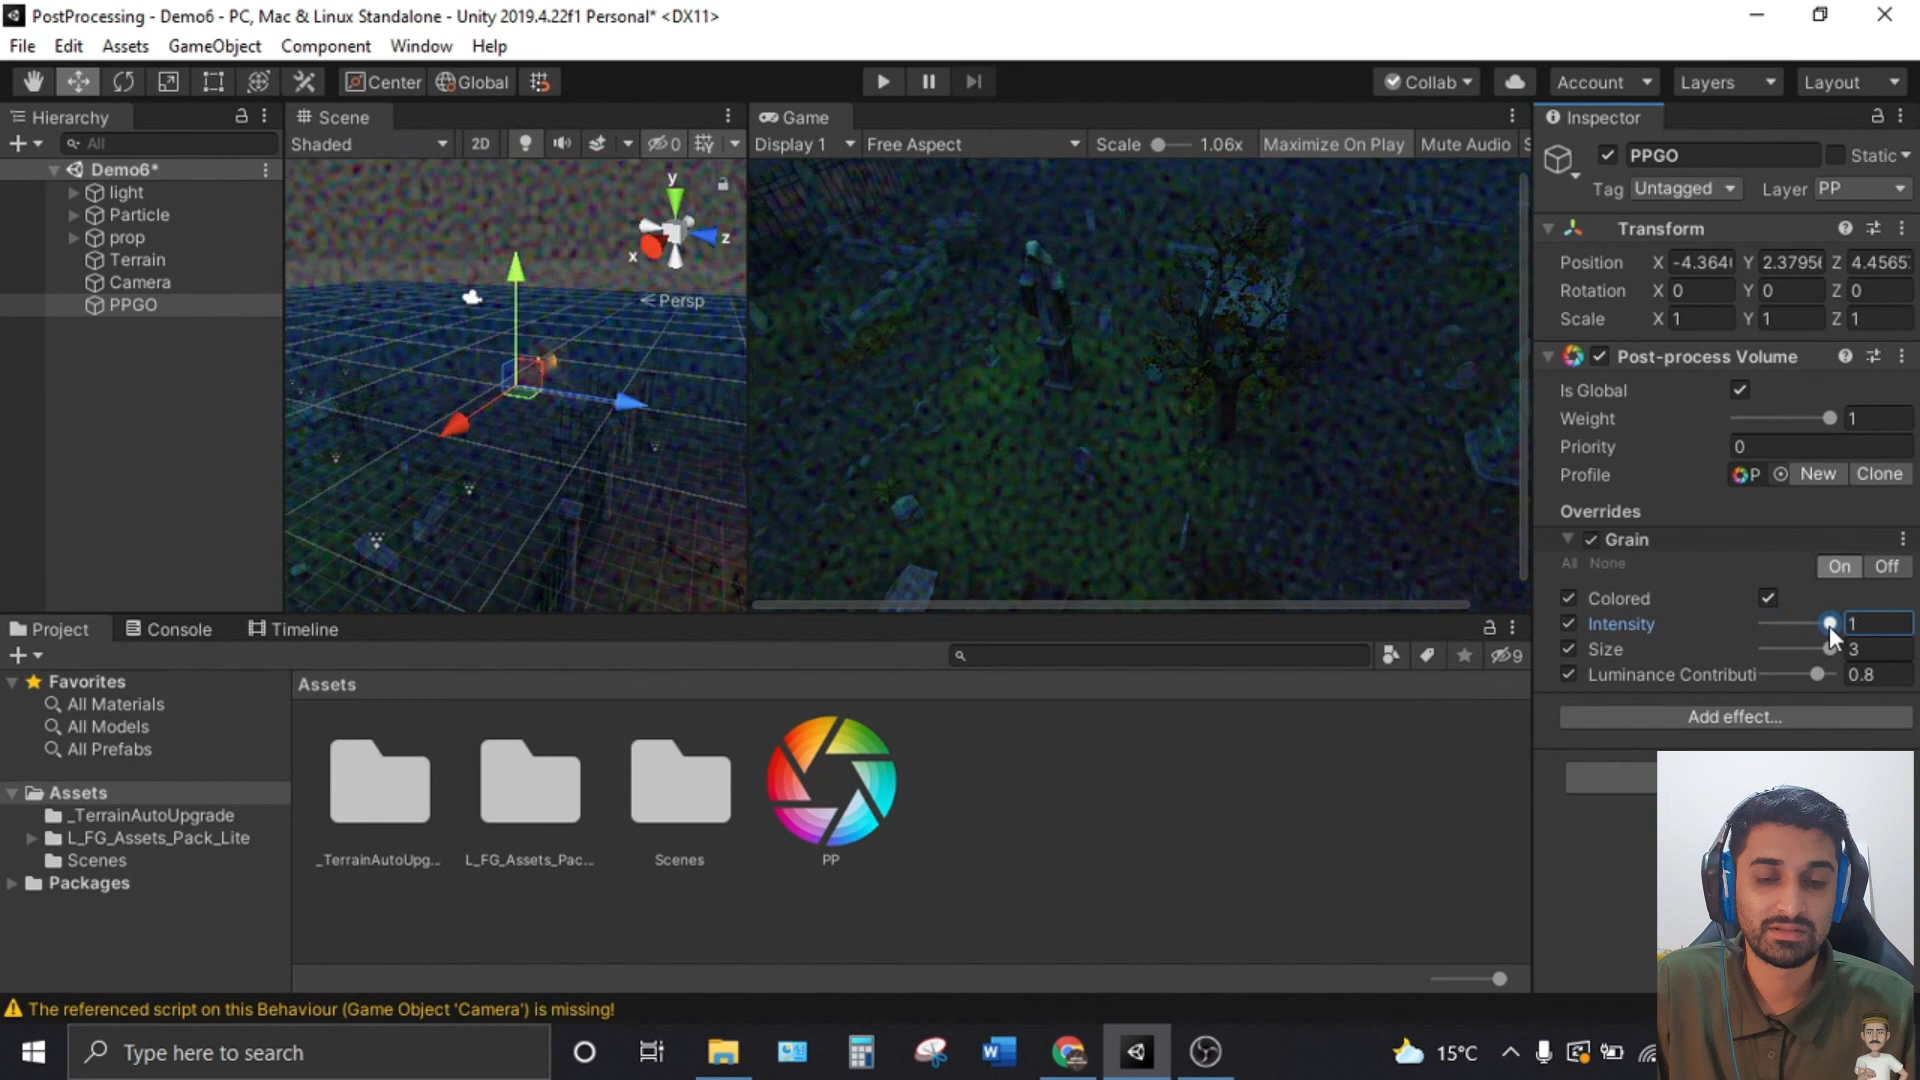 PostProcessing - Demo6 - PC, Mac & Linux Standalone - Unity 2019.4.22f1 Personal* <DX11>
File Edit Assets GameObject Component Window Help
Center Global Collab Account Layers Layout
Hierarchy
All
Demo6*
light
Particle
prop
Terrain
Camera
PPGO
Scene
Shaded 2D 0
y
z
x
Persp
Game
Display 1 Free Aspect Scale 1.06x Maximize On Play Mute Audio S
Inspector
PPGO Static
Tag Untagged Layer PP
Transform
Position X -4.364 Y 2.3795 Z 4.4565
Rotation X 0 Y 0 Z 0
Scale X 1 Y 1 Z 1
Post-process Volume
Is Global
Weight 1
Priority 0
Profile P New Clone
Overrides
Grain
All None On Off
Colored
Intensity 1
Size 3
Luminance Contributi 0.8
Add effect...
Project Console Timeline
9
Favorites
All Materials
All Models
All Prefabs
Assets
_TerrainAutoUpgrade
L_FG_Assets_Pack_Lite
Scenes
Packages
Assets
_TerrainAutoUpg... L_FG_Assets_Pac... Scenes PP
The referenced script on this Behaviour (Game Object 'Camera') is missing!
Type here to search
15°C